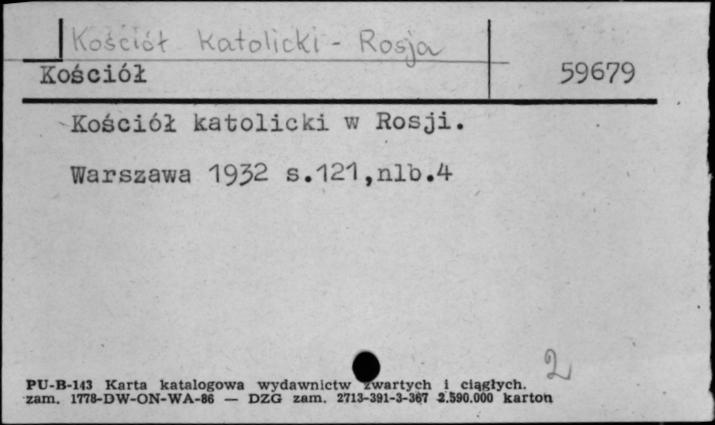 Kościół Katolicki - Rosja
Kościół 59679
Kościół katolicki w Rosji.
Warszawa 1932 s.121,nlb.4
2
PU-B-143 Karta katalogowa wydawnictw zwartych i ciągłych.
zam. 1778-DW-ON-WA-86 — DZG zam. 2713-391-3-367 2.590.000 karton